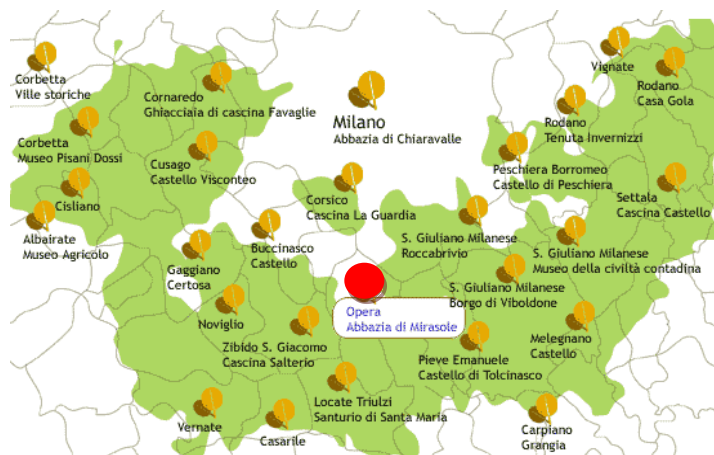 Corbetta
Ville storiche
Cornaredo
Ghiacciaia di cascina Favaglie
Milano
Abbazia di Chiaravalle
Vignate
Rodano
Casa Gola
Rodano
Tenuta Invernizzi
Corbetta
Museo Pisani Dossi
Cusago
Castello Visconteo
Peschiera Borromeo
Castello di Peschiera
Cisliano
Corsico
Cascina La Guardia
Settala
Cascina Castello
Albairate
Museo Agricolo
Buccinasco
Castello
S. Giuliano Milanese
Roccabrivio
S. Giuliano Milanese
Museo della civiltà contadina
Gaggiano
Certosa
S. Giuliano Milanese
Borgo di Viboldone
Opera
Abbazia di Mirasole
Noviglio
Zibido S. Giacomo
Cascina Salterio
Melegnano
Castello
Pieve Emanuele
Castello di Tolcinasco
Locate Triulzi
Santurio di Santa Maria
Vernate
Casarile
Carpiano
Grangia